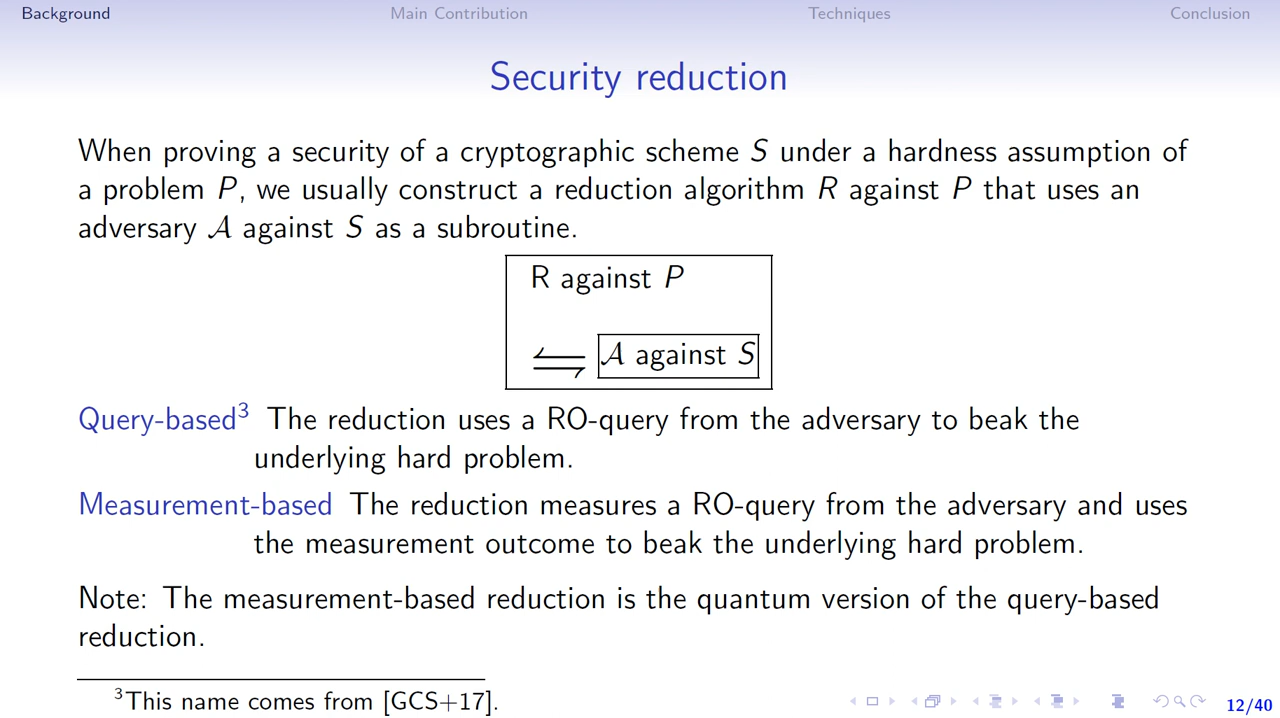 Background Main Contribution Techniques Conclusion
Security reduction
When proving a security of a cryptographic scheme S under a hardness assumption of
a problem P, we usually construct a reduction algorithm R against P that uses an
adversary 𝒜 against S as a subroutine.
R against P
⇌ 𝒜 against S
Query-based³ The reduction uses a RO-query from the adversary to beak the
underlying hard problem.
Measurement-based The reduction measures a RO-query from the adversary and uses
the measurement outcome to beak the underlying hard problem.
Note: The measurement-based reduction is the quantum version of the query-based
reduction.
³This name comes from [GCS+17].
12/40